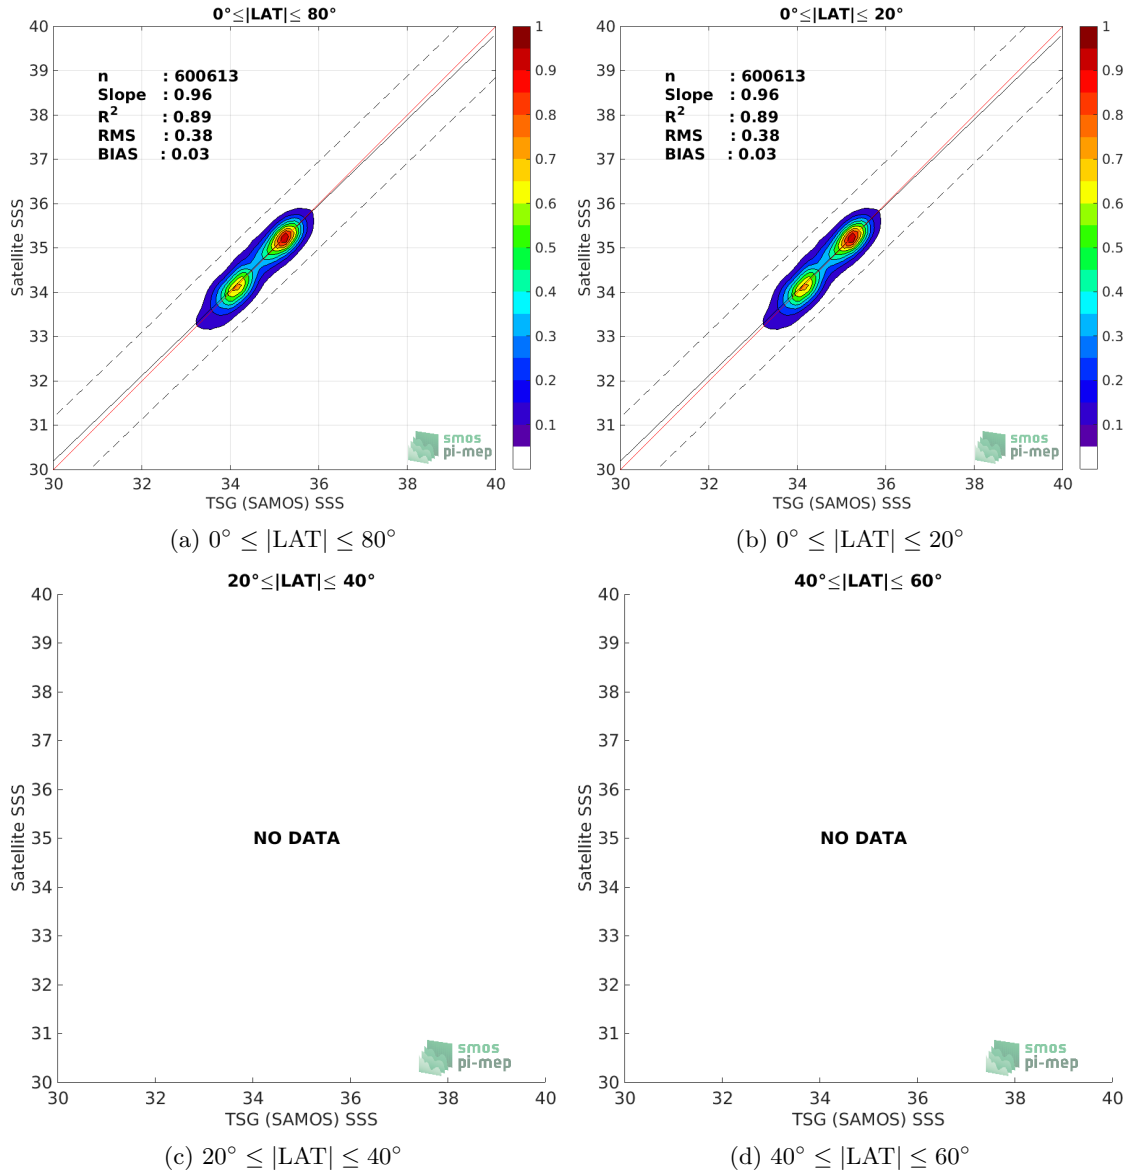 0°≤|LAT|≤ 80°
40
39
38
37
36
35
34
33
32
31
30
30 32 34 36 38 40
Satellite SSS
TSG (SAMOS) SSS
n : 600613
Slope : 0.96
R² : 0.89
RMS : 0.38
BIAS : 0.03
1
0.9
0.8
0.7
0.6
0.5
0.4
0.3
0.2
0.1
smos
pi-mep
(a) 0° ≤ |LAT| ≤ 80°
0°≤|LAT|≤ 20°
40
39
38
37
36
35
34
33
32
31
30
30 32 34 36 38 40
Satellite SSS
TSG (SAMOS) SSS
n : 600613
Slope : 0.96
R² : 0.89
RMS : 0.38
BIAS : 0.03
1
0.9
0.8
0.7
0.6
0.5
0.4
0.3
0.2
0.1
smos
pi-mep
(b) 0° ≤ |LAT| ≤ 20°
20°≤|LAT|≤ 40°
40
39
38
37
36
35
34
33
32
31
30
30 32 34 36 38 40
Satellite SSS
TSG (SAMOS) SSS
NO DATA
smos
pi-mep
(c) 20° ≤ |LAT| ≤ 40°
40°≤|LAT|≤ 60°
40
39
38
37
36
35
34
33
32
31
30
30 32 34 36 38 40
Satellite SSS
TSG (SAMOS) SSS
NO DATA
smos
pi-mep
(d) 40° ≤ |LAT| ≤ 60°